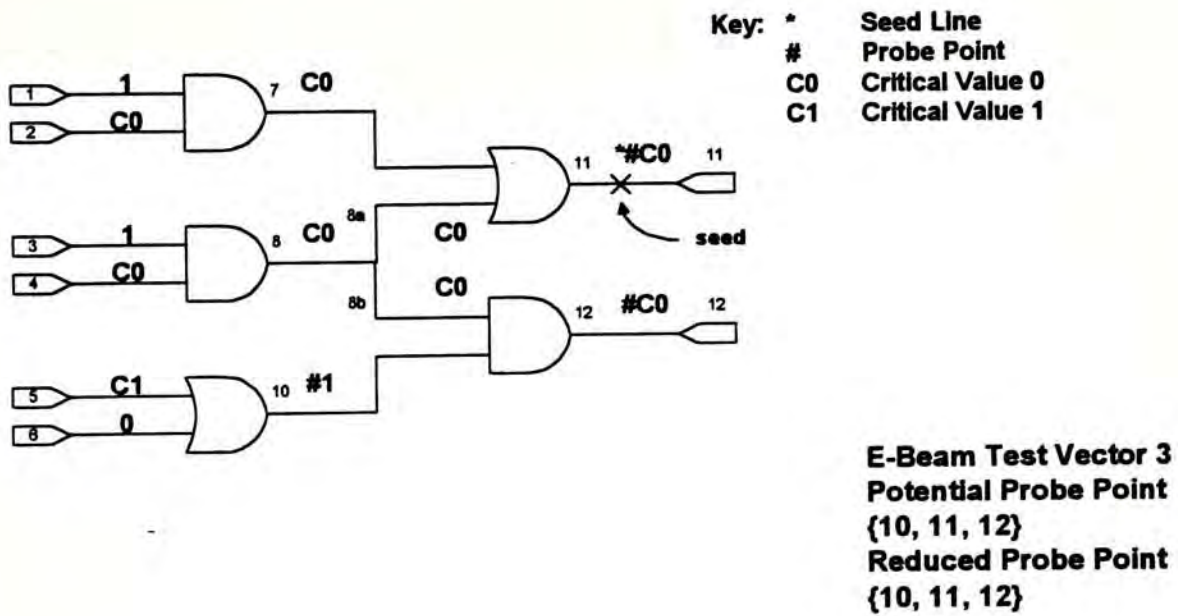 Key: * Seed Line
# Probe Point
C0 Critical Value 0
C1 Critical Value 1
1 1 7 C0
2 C0
11 *#C0 11
8a
3 1 8 C0 C0 seed
4 C0
C0
8b 12 #C0 12
5 C1 10 #1
6 0
E-Beam Test Vector 3
Potential Probe Point
{10, 11, 12}
Reduced Probe Point
{10, 11, 12}